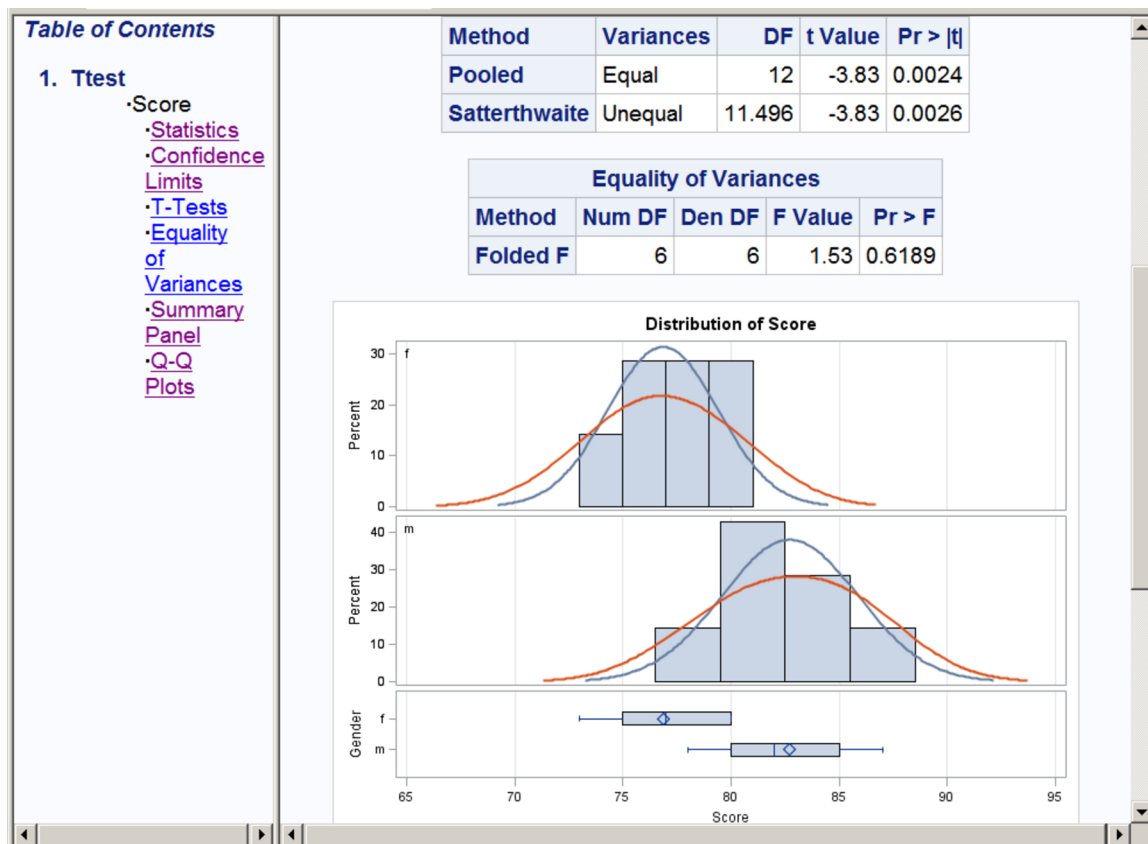 Table of Contents
1. Ttest
·Score
·Statistics
·Confidence
Limits
·T-Tests
·Equality
of
Variances
·Summary
Panel
·Q-Q
Plots
Method Variances DF t Value Pr > |t|
Pooled Equal 12 -3.83 0.0024
Satterthwaite Unequal 11.496 -3.83 0.0026
Equality of Variances
Method Num DF Den DF F Value Pr > F
Folded F 6 6 1.53 0.6189
Distribution of Score
f
Percent
30
20
10
0
m
Percent
40
30
20
10
0
Gender
f
m
65 70 75 80 85 90 95
Score